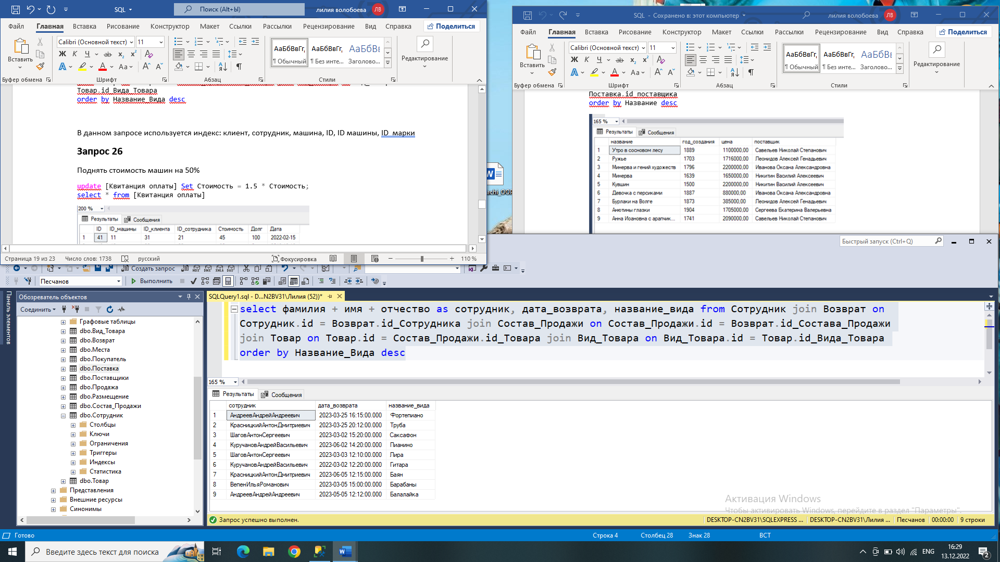 SQL
Поиск (Alt+Ы)
лилия волобоева
ЛВ
Файл Главная Вставка Рисование Конструктор Макет Ссылки Рассылки Рецензирование Вид Справка Поделиться
Вставить
Calibri (Основной текст) 11
Ж К Ч ab x₂ x²
АаБбВвГг, АаБбВвГг, АаБбВв
¶ Обычный ¶ Без инте... Заголово...
Редактирование
Буфер обмена Шрифт Абзац Стили
Товар.id_Вида_Товара
order by Название_Вида desc
В данном запросе используется индекс: клиент, сотрудник, машина, ID, ID машины, ID_марки
Запрос 26
Поднять стоимость машин на 50%
update [Квитанция оплаты] Set Стоимость = 1.5 * Стоимость;
select * from [Квитанция оплаты]
200 %
Результаты Сообщения
ID ID_машины ID_клиента ID_сотрудника Стоимость Долг Дата
1 41 11 31 21 45 100 2022-02-15
Страница 19 из 23 Число слов: 1738 русский Фокусировка 110 %
SQL - Сохранено в: этот компьютер
лилия волобоева
ЛВ
Файл Главная Вставка Рисование Конструктор Макет Ссылки Рассылки Рецензирование Вид Справка Поделиться
Вставить
Calibri (Основной текст) 11
Ж К Ч ab x₂ x²
АаБбВвГг, АаБбВвГг, АаБбВв
¶ Обычный ¶ Без инте... Заголово...
Редактирование
Буфер обмена Шрифт Абзац Стили
Поставка.id_поставщика
order by Название desc
165 %
Результаты Сообщения
название год_создания цена поставщик
1 Утро в сосновом лесу 1889 1100000,00 Савельев Николай Степанович
2 Ружье 1703 1716000,00 Леонидов Алексей Генадьевич
3 Минерва и гений художеств 1796 2200000,00 Иванова Оксана Александровна
4 Минерва 1639 1650000,00 Никитин Василий Алексеевич
5 Кувшин 1500 2200000,00 Никитин Василий Алексеевич
6 Девочка с персиками 1887 880000,00 Иванова Оксана Александровна
7 Бурлаки на Волге 1873 385000,00 Леонидов Алексей Генадьевич
8 Анютины глазки 1904 1705000,00 Сергеева Екатерина Валерьевна
9 Анна Иоановна с арапчик... 1741 2090000,00 Савельев Николай Степанович
achi_OOP
Быстрый запуск (Ctrl+Q)
Создать запрос MDX DMX XMLA DAX
Песчанов Выполнить
Панель элементов
Обозреватель объектов
Соединить
Графовые таблицы
dbo.Вид_Товара
dbo.Возврат
dbo.Места
dbo.Покупатель
dbo.Поставка
dbo.Поставщики
dbo.Продажа
dbo.Размещение
dbo.Состав_Продажи
dbo.Сотрудник
Столбцы
Ключи
Ограничения
Триггеры
Индексы
Статистика
dbo.Товар
Представления
Внешние ресурсы
Синонимы
SQLQuery1.sql - D...N2BV31\Лилия (52))*
select фамилия + имя + отчество as сотрудник, дата_возврата, название_вида from Сотрудник join Возврат on
Сотрудник.id = Возврат.id_Сотрудника join Состав_Продажи on Состав_Продажи.id = Возврат.id_Состава_Продажи
join Товар on Товар.id = Состав_Продажи.id_Товара join Вид_Товара on Вид_Товара.id = Товар.id_Вида_Товара
order by Название_Вида desc
165 %
Результаты Сообщения
сотрудник дата_возврата название_вида
1 АндреевАндрейАндреевич 2023-03-25 16:15:00.000 Фортепиано
2 КрасницкийАнтонДмитриевич 2023-03-25 20:12:00.000 Труба
3 ШаговАнтонСергеевич 2023-03-02 15:20:00.000 Саксафон
4 КуручановАндрейВасильевич 2023-06-02 14:20:00.000 Пианино
5 ШаговАнтонСергеевич 2023-03-03 12:10:00.000 Лира
6 КуручановАндрейВасильевич 2022-03-02 12:20:00.000 Гитара
7 КрасницкийАнтонДмитриевич 2023-06-05 12:15:00.000 Баян
8 ВепенИльяРоманович 2023-03-05 15:00:00.000 Барабаны
9 АндреевАндрейАндреевич 2023-05-05 12:12:00.000 Балалайка
Активация Windows
Чтобы активировать Windows, перейдите в раздел "Параметры".
Запрос успешно выполнен. DESKTOP-CN2BV31\SQLEXPRESS ... DESKTOP-CN2BV31\Лилия ... Песчанов 00:00:00 9 строки
Готово Строка 4 Столбец 28 Знак 28 ВСТ
Введите здесь текст для поиска
ENG
16:29
13.12.2022
2